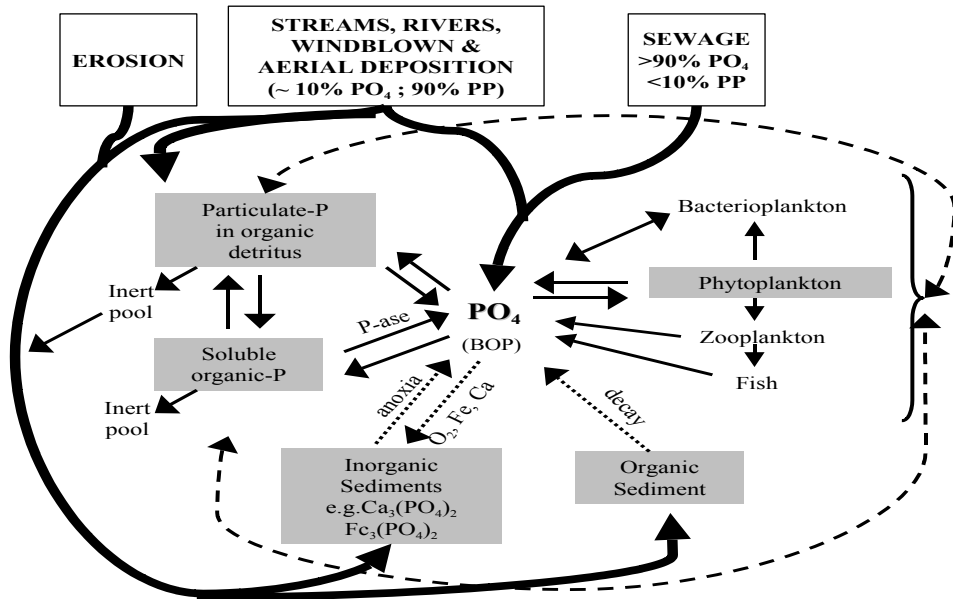 EROSION
STREAMS, RIVERS,
WINDBLOWN &
AERIAL DEPOSITION
(~ 10% PO₄ ; 90% PP)
SEWAGE
>90% PO₄
<10% PP
Particulate-P
in organic
detritus
Bacterioplankton
Phytoplankton
Zooplankton
Fish
Inert
pool
P-ase
PO₄
(BOP)
Soluble
organic-P
Inert
pool
anoxia
O₂, Fe, Ca
decay
Inorganic
Sediments
e.g.Ca₃(PO₄)₂
Fc₃(PO₄)₂
Organic
Sediment